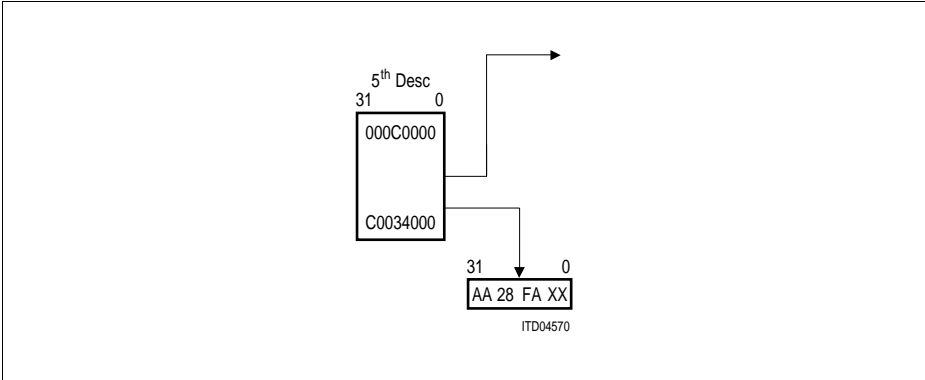 5th Desc
31 0
000C0000
C0034000
31 0
AA 28 FA XX
ITD04570